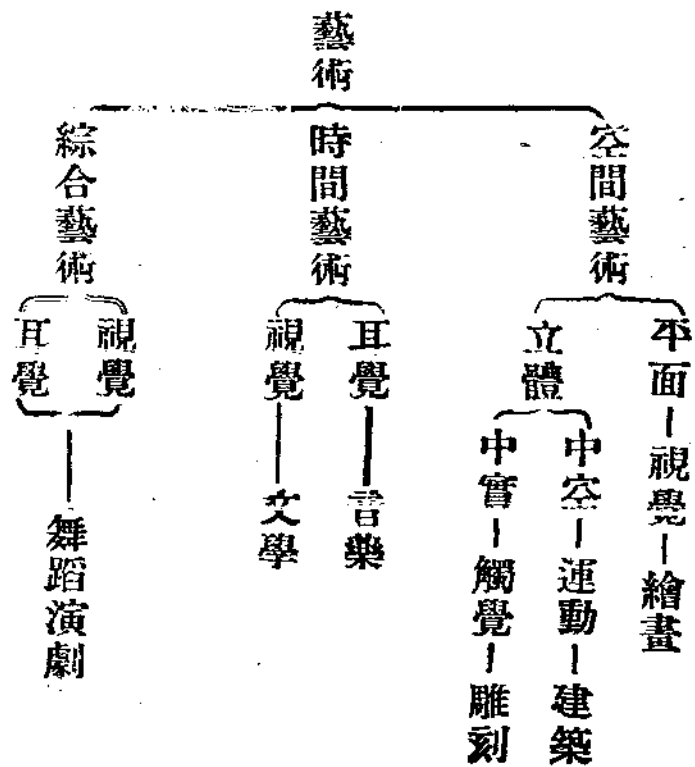 藝術
空間藝術
平面
視覺
繪畫
立體
中空
運動
建築
中實
觸覺
雕刻
時間藝術
耳覺
音樂
視覺
文學
綜合藝術
視覺
耳覺
舞蹈演劇